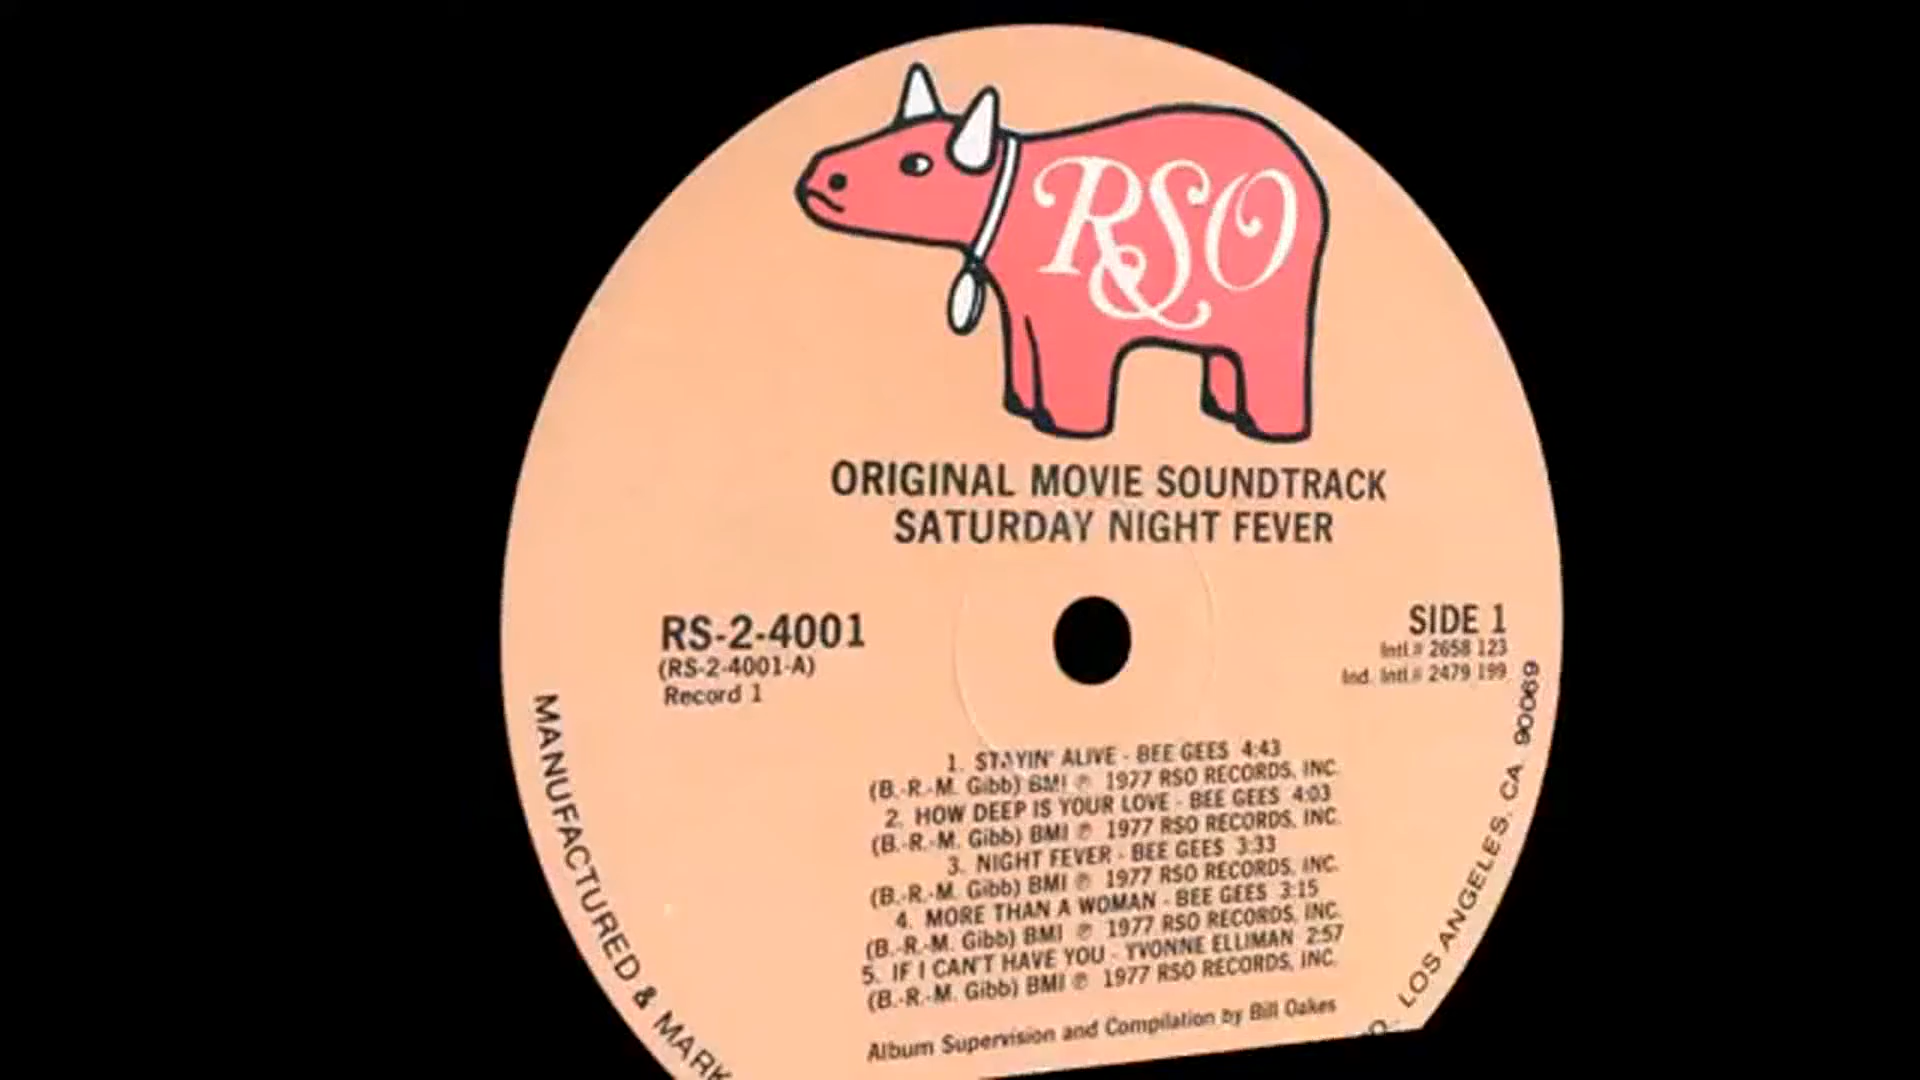 RSO
ORIGINAL MOVIE SOUNDTRACK
SATURDAY NIGHT FEVER
RS-2-4001
(RS-2-4001-A)
Record 1
SIDE 1
Intl.# 2658 123
Ind. Intl.# 2479 199
1. STAYIN' ALIVE - BEE GEES 4:43
(B.-R.-M. Gibb) BMI ℗ 1977 RSO RECORDS, INC.
2. HOW DEEP IS YOUR LOVE - BEE GEES 4:03
(B.-R.-M. Gibb) BMI ℗ 1977 RSO RECORDS, INC.
3. NIGHT FEVER - BEE GEES 3:33
(B.-R.-M. Gibb) BMI ℗ 1977 RSO RECORDS, INC.
4. MORE THAN A WOMAN - BEE GEES 3:15
(B.-R.-M. Gibb) BMI ℗ 1977 RSO RECORDS, INC.
5. IF I CAN'T HAVE YOU - YVONNE ELLIMAN 2:57
(B.-R.-M. Gibb) BMI ℗ 1977 RSO RECORDS, INC.
Album Supervision and Compilation by Bill Oakes
MANUFACTURED & MARK
LOS ANGELES, CA. 90069